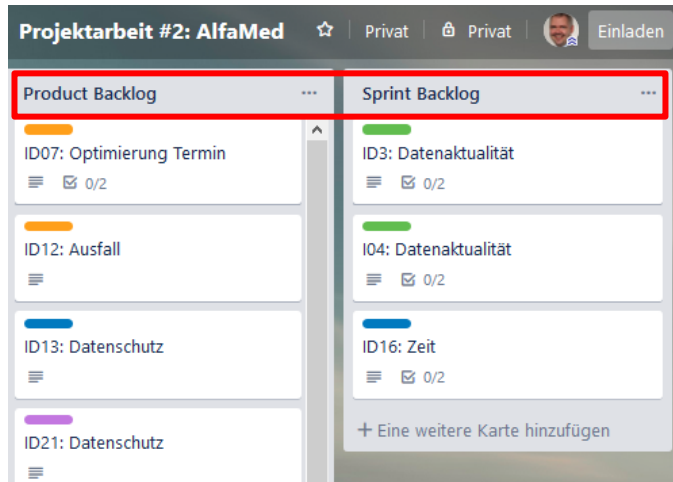 Projektarbeit #2: AlfaMed
Privat
Privat
Einladen
Product Backlog
ID07: Optimierung Termin
0/2
ID12: Ausfall
ID13: Datenschutz
ID21: Datenschutz
Sprint Backlog
ID3: Datenaktualität
0/2
I04: Datenaktualität
0/2
ID16: Zeit
0/2
+ Eine weitere Karte hinzufügen